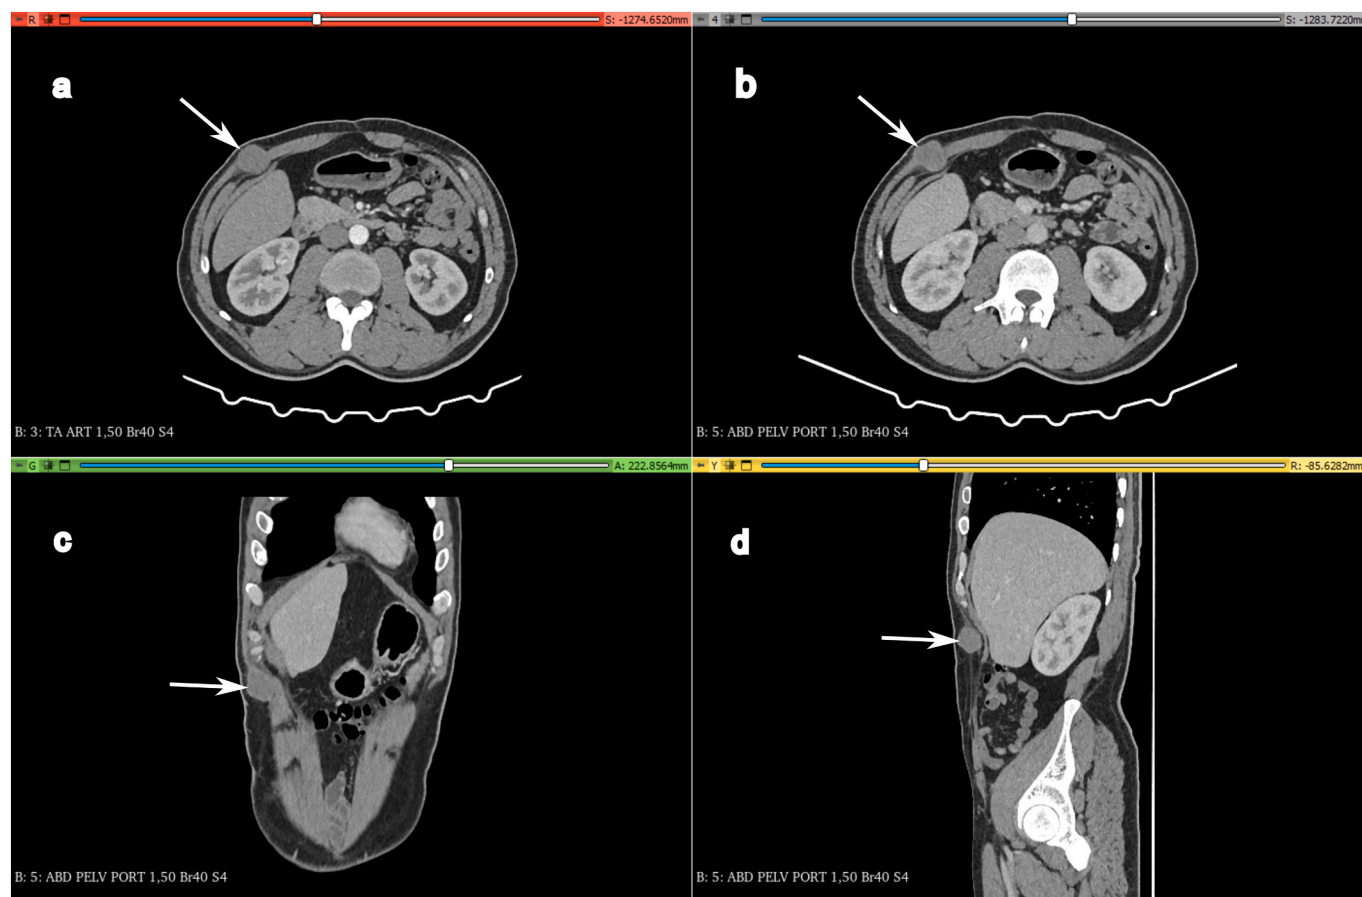 R S: -1274.6520mm
4 S: -1283.7220mm
a
b
B: 3: TA ART 1,50 Br40 S4
B: 5: ABD PELV PORT 1,50 Br40 S4
G A: 222.8564mm
Y R: -85.6282mm
c
d
B: 5: ABD PELV PORT 1,50 Br40 S4
B: 5: ABD PELV PORT 1,50 Br40 S4